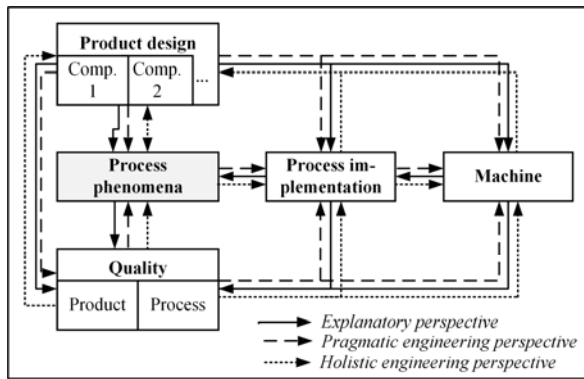 Product design
Comp.
1
Comp.
2
...
Process
phenomena
Process im-
plementation
Machine
Quality
Product
Process
Explanatory perspective
Pragmatic engineering perspective
Holistic engineering perspective